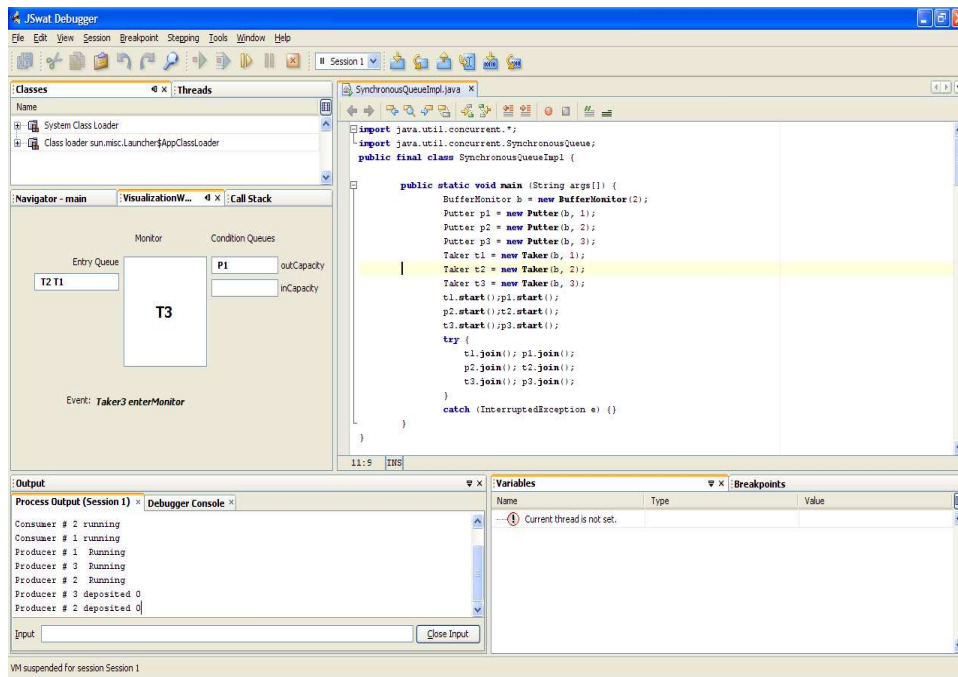 JSwat Debugger
File Edit View Session Breakpoint Stepping Tools Window Help
Session 1
Classes
Threads
Name
System Class Loader
Class loader sun.misc.Launcher$AppClassLoader
Navigator - main
VisualizationW...
Call Stack
Monitor
Condition Queues
Entry Queue
P1
outCapacity
T2 T1
inCapacity
T3
Event: Taker3 enterMonitor
SynchronousQueueImpl.java
import java.util.concurrent.*;
import java.util.concurrent.SynchronousQueue;
public final class SynchronousQueueImpl {
public static void main (String args[]) {
BufferMonitor b = new BufferMonitor(2);
Putter p1 = new Putter(b, 1);
Putter p2 = new Putter(b, 2);
Putter p3 = new Putter(b, 3);
Taker t1 = new Taker(b, 1);
Taker t2 = new Taker(b, 2);
Taker t3 = new Taker(b, 3);
t1.start();p1.start();
p2.start();t2.start();
t3.start();p3.start();
try {
t1.join(); p1.join();
p2.join(); t2.join();
t3.join(); p3.join();
}
catch (InterruptedException e) {}
}
}
11:9 INS
Output
Process Output (Session 1)
Debugger Console
Consumer # 2 running
Consumer # 1 running
Producer # 1 Running
Producer # 3 Running
Producer # 2 Running
Producer # 3 deposited 0
Producer # 2 deposited 0
Input
Close Input
Variables
Breakpoints
Name Type Value
Current thread is not set.
VM suspended for session Session 1